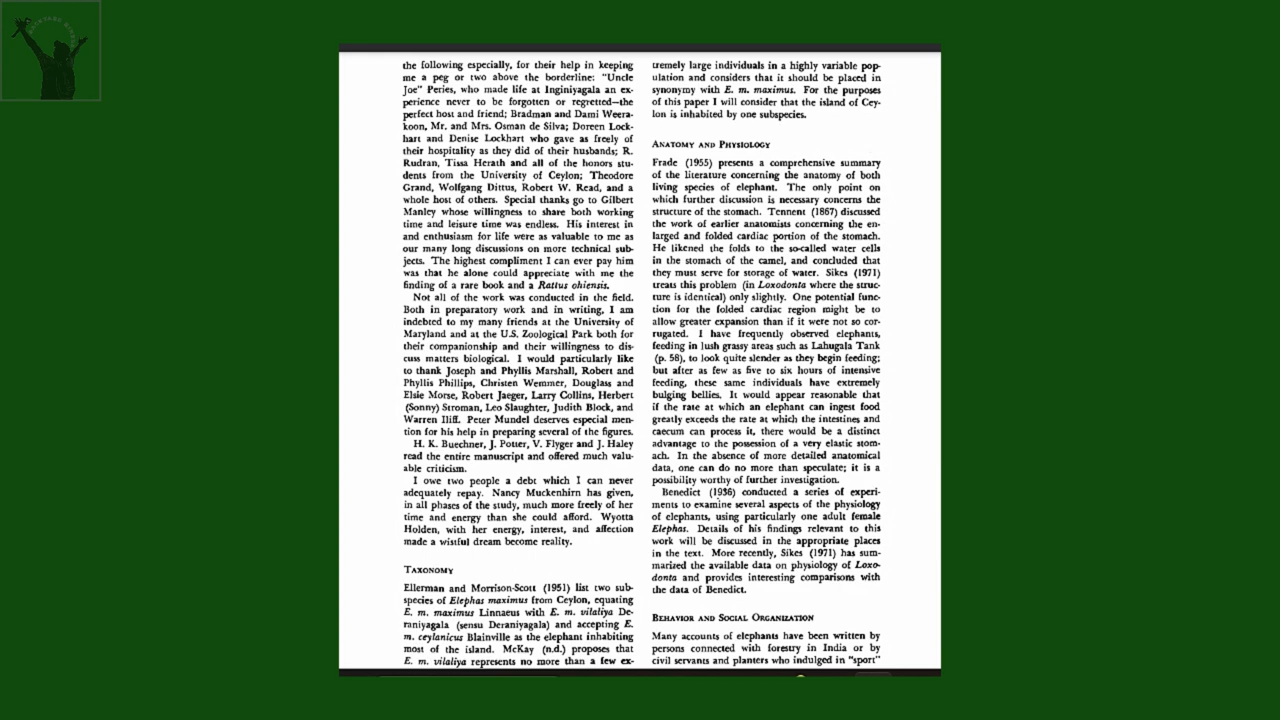 the following especially, for their help in keeping
me a peg or two above the borderline: "Uncle
Joe" Peries, who made life at Inginiyagala an ex-
perience never to be forgotten or regretted—the
perfect host and friend; Bradman and Dami Weera-
koon, Mr. and Mrs. Osman de Silva; Doreen Lock-
hart and Denise Lockhart who gave as freely of
their hospitality as they did of their husbands; R.
Rudran, Tissa Herath and all of the honors stu-
dents from the University of Ceylon; Theodore
Grand, Wolfgang Dittus, Robert W. Read, and a
whole host of others. Special thanks go to Gilbert
Manley whose willingness to share both working
time and leisure time was endless. His interest in
and enthusiasm for life were as valuable to me as
our many long discussions on more technical sub-
jects. The highest compliment I can ever pay him
was that he alone could appreciate with me the
finding of a rare book and a Rattus ohiensis.
Not all of the work was conducted in the field.
Both in preparatory work and in writing, I am
indebted to my many friends at the University of
Maryland and at the U.S. Zoological Park both for
their companionship and their willingness to dis-
cuss matters biological. I would particularly like
to thank Joseph and Phyllis Marshall, Robert and
Phyllis Phillips, Christen Wemmer, Douglass and
Elsie Morse, Robert Jaeger, Larry Collins, Herbert
(Sonny) Stroman, Leo Slaughter, Judith Block, and
Warren Iliff. Peter Mundel deserves especial men-
tion for his help in preparing several of the figures.
H. K. Buechner, J. Potter, V. Flyger and J. Haley
read the entire manuscript and offered much valu-
able criticism.
I owe two people a debt which I can never
adequately repay. Nancy Muckenhirn has given,
in all phases of the study, much more freely of her
time and energy than she could afford. Wyotta
Holden, with her energy, interest, and affection
made a wistful dream become reality.
TAXONOMY
Ellerman and Morrison-Scott (1951) list two sub-
species of Elephas maximus from Ceylon, equating
E. m. maximus Linnaeus with E. m. vilaliya De-
raniyagala (sensu Deraniyagala) and accepting E.
m. ceylanicus Blainville as the elephant inhabiting
most of the island. McKay (n.d.) proposes that
E. m. vilaliya represents no more than a few ex-
tremely large individuals in a highly variable pop-
ulation and considers that it should be placed in
synonymy with E. m. maximus. For the purposes
of this paper I will consider that the island of Cey-
lon is inhabited by one subspecies.
ANATOMY AND PHYSIOLOGY
Frade (1955) presents a comprehensive summary
of the literature concerning the anatomy of both
living species of elephant. The only point on
which further discussion is necessary concerns the
structure of the stomach. Tennent (1867) discussed
the work of earlier anatomists concerning the en-
larged and folded cardiac portion of the stomach.
He likened the folds to the so-called water cells
in the stomach of the camel, and concluded that
they must serve for storage of water. Sikes (1971)
treats this problem (in Loxodonta where the struc-
ture is identical) only slightly. One potential func-
tion for the folded cardiac region might be to
allow greater expansion than if it were not so cor-
rugated. I have frequently observed elephants,
feeding in lush grassy areas such as Lahugala Tank
(p. 58), to look quite slender as they begin feeding;
but after as few as five to six hours of intensive
feeding, these same individuals have extremely
bulging bellies. It would appear reasonable that
if the rate at which an elephant can ingest food
greatly exceeds the rate at which the intestines and
caecum can process it, there would be a distinct
advantage to the possession of a very elastic stom-
ach. In the absence of more detailed anatomical
data, one can do no more than speculate; it is a
possibility worthy of further investigation.
Benedict (1936) conducted a series of experi-
ments to examine several aspects of the physiology
of elephants, using particularly one adult female
Elephas. Details of his findings relevant to this
work will be discussed in the appropriate places
in the text. More recently, Sikes (1971) has sum-
marized the available data on physiology of Loxo-
donta and provides interesting comparisons with
the data of Benedict.
BEHAVIOR AND SOCIAL ORGANIZATION
Many accounts of elephants have been written by
persons connected with forestry in India or by
civil servants and planters who indulged in "sport"